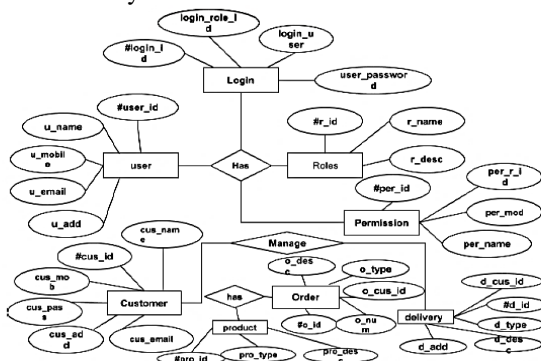 login_role_i
d
login_u
ser
#login_i
d
Login
user_passwor
d
#user_id
u_name
#r_id
r_name
u_mobil
e
user
Has
Roles
r_desc
u_email
#per_id
per_r_i
d
u_add
Permission
per_mod
cus_nam
e
per_name
#cus_id
Manage
o_des
c
o_type
cus_mo
b
d_cus_id
o_cus_id
#d_id
cus_pas
s
Customer
has
Order
delivery
d_type
product
#o_id
o_nu
m
cus_ad
d
cus_email
d_add
d_des
c
#pro_id
pro_type
pro_des